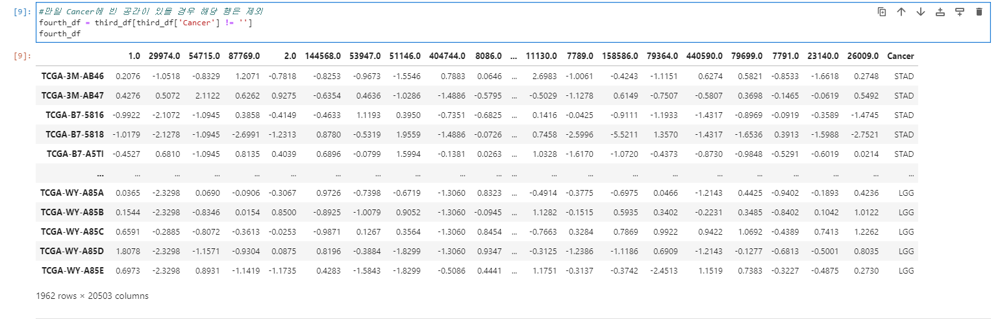 [9]: #만일 Cancer에 빈 공간이 있을 경우 해당 행은 제외
fourth_df = third_df[third_df['Cancer'] != '']
fourth_df
[9]: 1.0 29974.0 54715.0 87769.0 2.0 144568.0 53947.0 51146.0 404744.0 8086.0 ... 11130.0 7789.0 158586.0 79364.0 440590.0 79699.0 7791.0 23140.0 26009.0 Cancer
TCGA-3M-AB46 0.2076 -1.0518 -0.8329 1.2071 -0.7818 -0.8253 -0.9673 -1.5546 0.7883 0.0646 ... 2.6983 -1.0061 -0.4243 -1.1151 0.6274 0.5821 -0.8533 -1.6618 0.2748 STAD
TCGA-3M-AB47 0.4276 0.5072 2.1122 0.6262 0.9275 -0.6354 0.4636 -1.0286 -1.4886 -0.5795 ... -0.5029 -1.1278 0.6149 -0.7507 -0.5807 0.3698 -0.1465 -0.0619 0.5492 STAD
TCGA-B7-5816 -0.9922 -2.1072 -1.0945 0.3858 -0.4149 -0.4633 1.1193 0.3950 -0.7351 -0.6825 ... 0.1416 -0.0425 -0.9111 -1.1933 -1.4317 -0.8969 -0.0919 -0.3589 -1.4745 STAD
TCGA-B7-5818 -1.0179 -2.1278 -1.0945 -2.6991 -1.2313 0.8780 -0.5319 1.9559 -1.4886 -0.0726 ... 0.7458 -2.5996 -5.5211 1.3570 -1.4317 -1.6536 0.3913 -1.5988 -2.7521 STAD
TCGA-B7-A5TI -0.4527 0.6810 -1.0945 0.8135 0.4039 0.6896 -0.0799 1.5994 -0.1381 0.0263 ... 1.0328 -1.6170 -1.0720 -0.4373 -0.8730 -0.9848 -0.5291 -0.6019 0.0214 STAD
... ... ... ... ... ... ... ... ... ... ... ... ... ... ... ... ... ... ... ... ... ...
TCGA-WY-A85A 0.0365 -2.3298 0.0690 -0.0906 -0.3067 0.9726 -0.7398 -0.6719 -1.3060 0.8323 ... -0.4914 -0.3775 -0.6975 0.0466 -1.2143 0.4425 -0.9402 -0.1893 0.4236 LGG
TCGA-WY-A85B 0.1544 -2.3298 -0.8346 0.0154 0.8500 -0.8925 -1.0079 0.9052 -1.3060 -0.0945 ... 1.1282 -0.1515 0.5935 0.3402 -0.2231 0.3485 -0.8402 0.1042 1.0122 LGG
TCGA-WY-A85C 0.6591 -0.2885 -0.8072 -0.3613 -0.0253 -0.9871 0.1267 0.3564 -1.3060 0.8454 ... -0.7663 0.3284 0.7869 0.9922 0.9422 1.0692 -0.4389 0.7413 1.2262 LGG
TCGA-WY-A85D 1.8078 -2.3298 -1.1571 -0.9304 0.0875 0.8196 -0.3884 -1.8299 -1.3060 0.9347 ... -0.3125 -1.2386 -1.1186 0.6909 -1.2143 -0.1277 -0.6813 -0.5001 0.8035 LGG
TCGA-WY-A85E 0.6973 -2.3298 0.8931 -1.1419 -1.1735 0.4283 -1.5843 -1.8299 -0.5086 0.4441 ... 1.1751 -0.3137 -0.3742 -2.4513 1.1519 0.7383 -0.3227 -0.4875 0.2730 LGG
1962 rows × 20503 columns